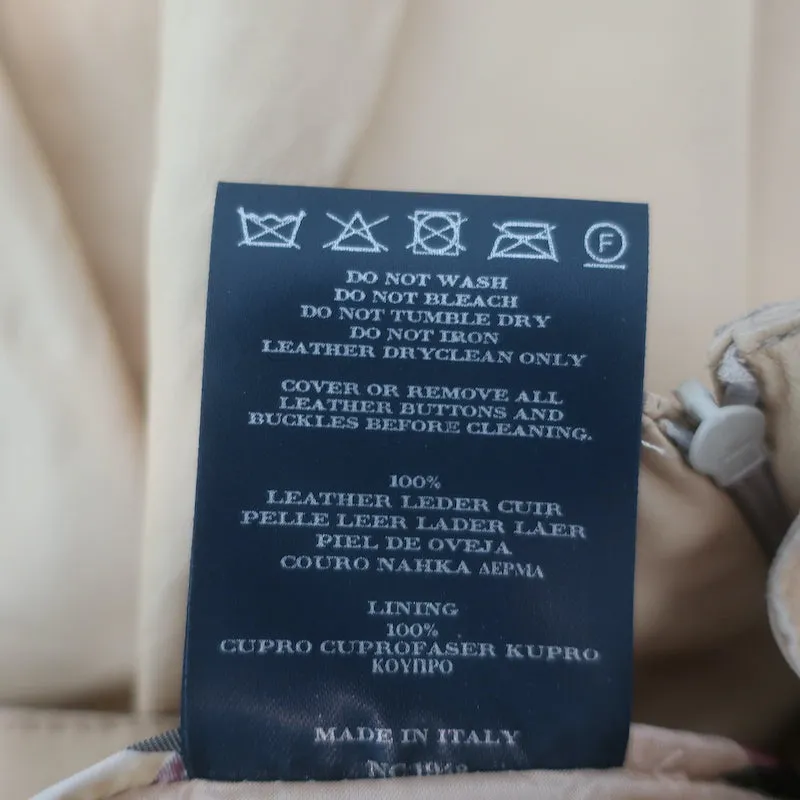 F
DO NOT WASH
DO NOT BLEACH
DO NOT TUMBLE DRY
DO NOT IRON
LEATHER DRYCLEAN ONLY
COVER OR REMOVE ALL
LEATHER BUTTONS AND
BUCKLES BEFORE CLEANING.
100%
LEATHER LEDER CUIR
PELLE LEER LADER LAER
PIEL DE OVEJA
COURO NAHKA ΔΕΡΜΑ
LINING
100%
CUPRO CUPROFASER KUPRO
ΚΟΥΠΡΟ
MADE IN ITALY